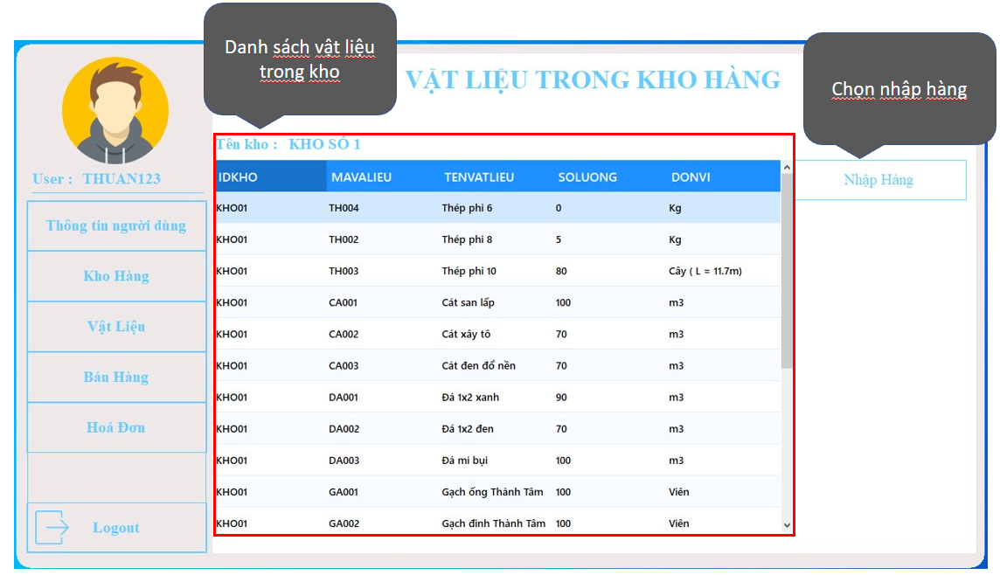 Danh sách vật liệu
trong kho
VẬT LIỆU TRONG KHO HÀNG
Chọn nhập hàng
Tên kho : KHO SỐ 1
Nhập Hàng
User : THUAN123
Thông tin người dùng
Kho Hàng
Vật Liệu
Bán Hàng
Hoá Đơn
Logout
IDKHO MAVALIEU TENVATLIEU SOLUONG DONVI
KHO01 TH004 Thép phi 6 0 Kg
KHO01 TH002 Thép phi 8 5 Kg
KHO01 TH003 Thép phi 10 80 Cây ( L = 11.7m)
KHO01 CA001 Cát san lấp 100 m3
KHO01 CA002 Cát xây tô 70 m3
KHO01 CA003 Cát đen đổ nền 70 m3
KHO01 DA001 Đá 1x2 xanh 90 m3
KHO01 DA002 Đá 1x2 đen 70 m3
KHO01 DA003 Đá mi bụi 100 m3
KHO01 GA001 Gạch ống Thành Tâm 100 Viên
KHO01 GA002 Gạch đinh Thành Tâm 100 Viên